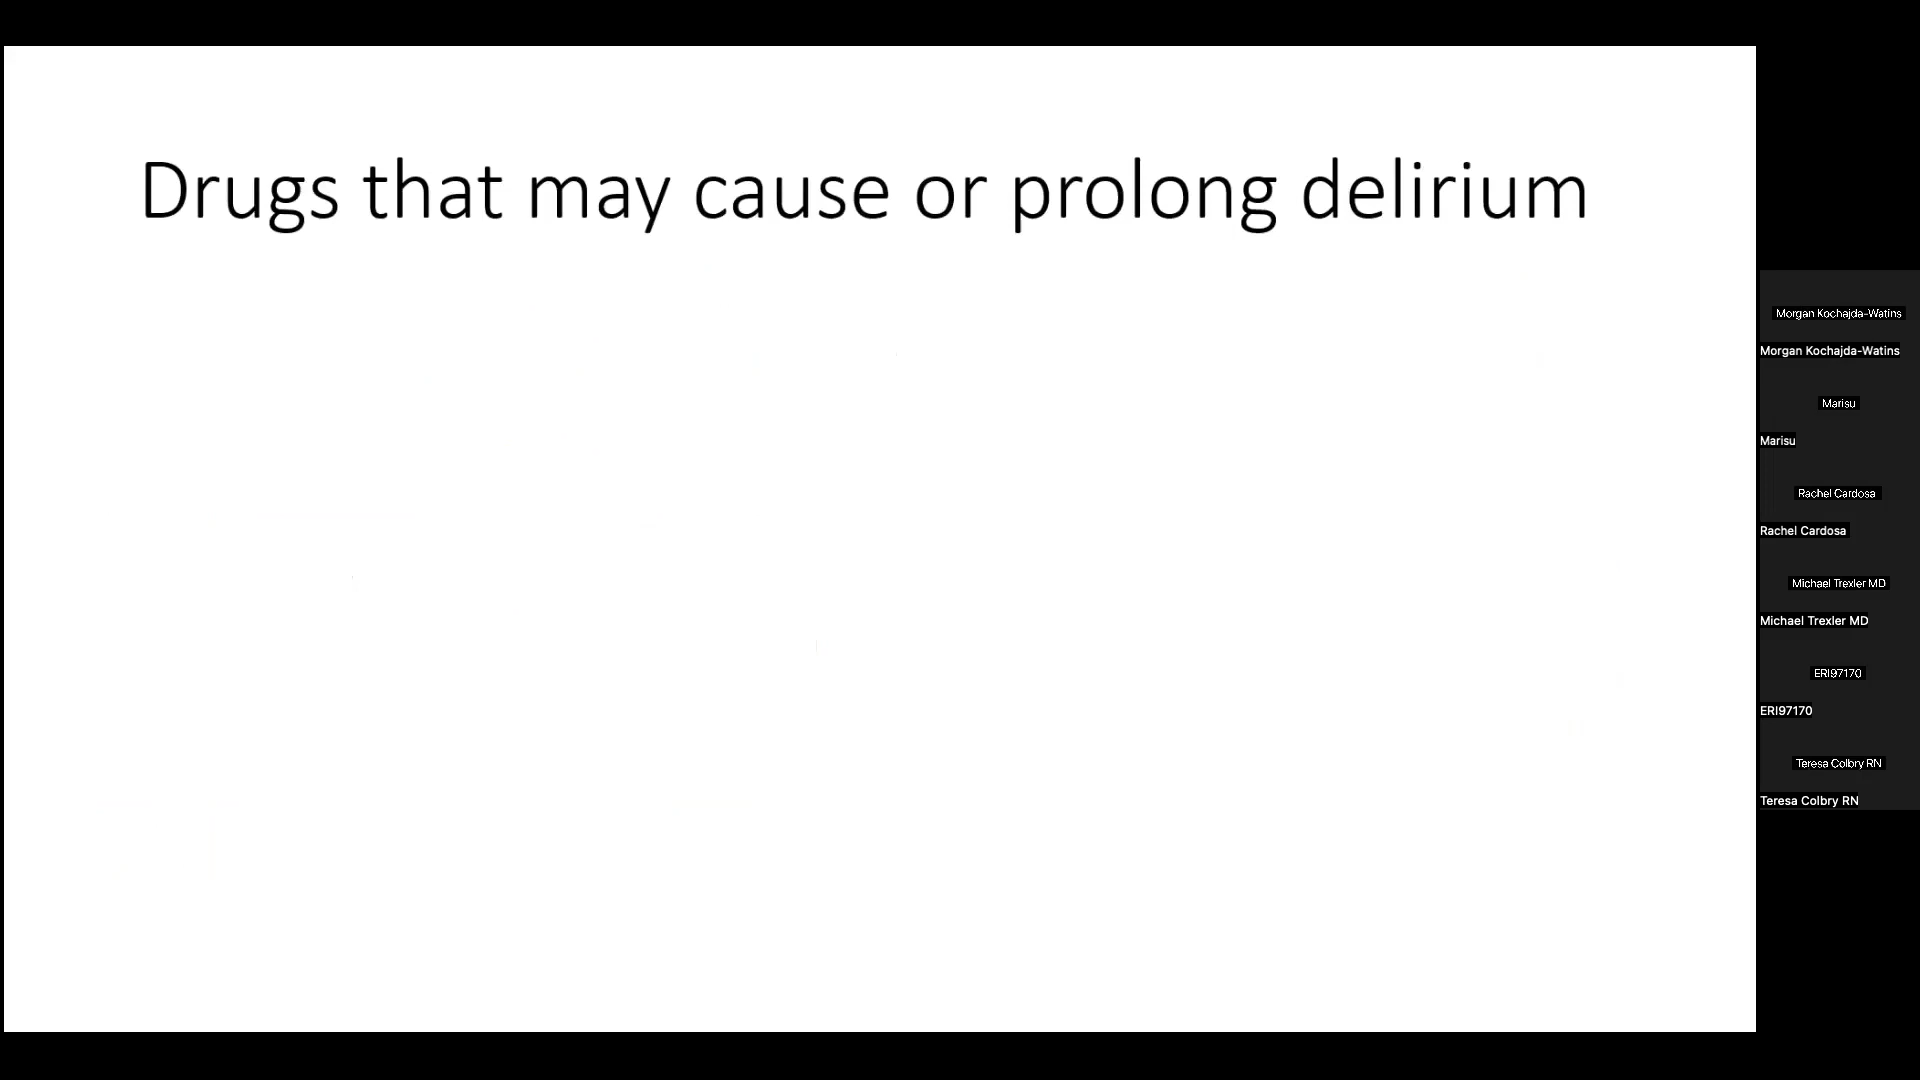 Drugs that may cause or prolong delirium
Morgan Kochajda-Watins
Morgan Kochajda-Watins
Marisu
Marisu
Rachel Cardosa
Rachel Cardosa
Michael Trexler MD
Michael Trexler MD
ERI97170
ERI97170
Teresa Colbry RN
Teresa Colbry RN